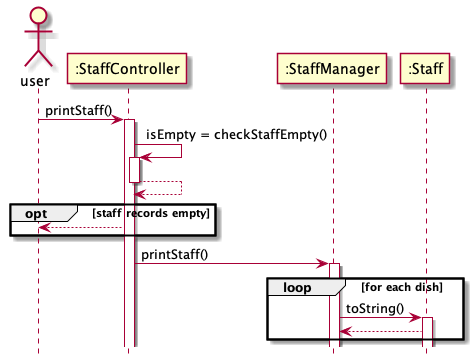 user
:StaffController
:StaffManager
:Staff
printStaff()
isEmpty = checkStaffEmpty()
opt
[staff records empty]
printStaff()
loop
[for each dish]
toString()